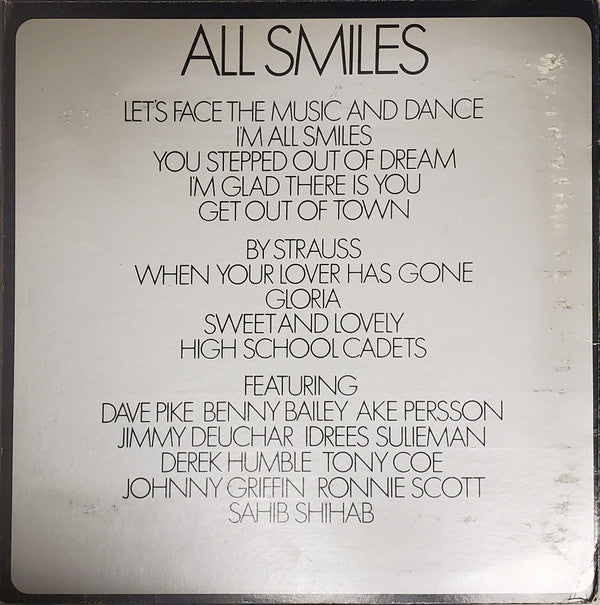 ALL SMILES
LET'S FACE THE MUSIC AND DANCE
I'M ALL SMILES
YOU STEPPED OUT OF DREAM
I'M GLAD THERE IS YOU
GET OUT OF TOWN
BY STRAUSS
WHEN YOUR LOVER HAS GONE
GLORIA
SWEET AND LOVELY
HIGH SCHOOL CADETS
FEATURING
DAVE PIKE BENNY BAILEY AKE PERSSON
JIMMY DEUCHAR IDREES SULIEMAN
DEREK HUMBLE TONY COE
JOHNNY GRIFFIN RONNIE SCOTT
SAHIB SHIHAB